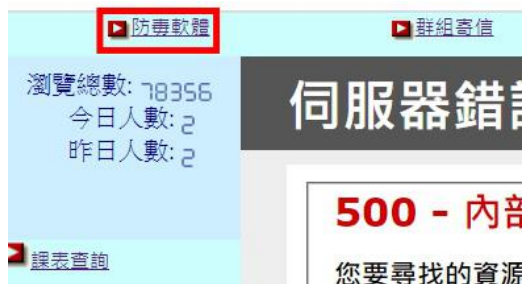 防毒軟體
群組寄信
瀏覽總數: 78356
今日人數: 2
昨日人數: 2
伺服器錯
500 - 內
您要尋找的資源
課表查詢